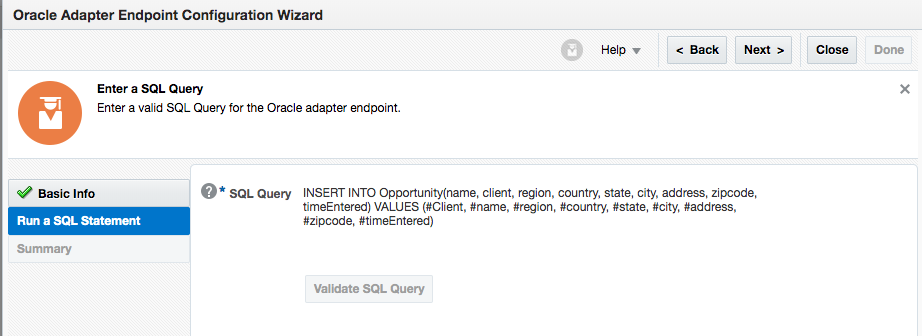 Oracle Adapter Endpoint Configuration Wizard
Help
< Back
Next >
Close
Done
Enter a SQL Query
Enter a valid SQL Query for the Oracle adapter endpoint.
Basic Info
Run a SQL Statement
Summary
? * SQL Query
INSERT INTO Opportunity(name, client, region, country, state, city, address, zipcode,
timeEntered) VALUES (#Client, #name, #region, #country, #state, #city, #address,
#zipcode, #timeEntered)
Validate SQL Query